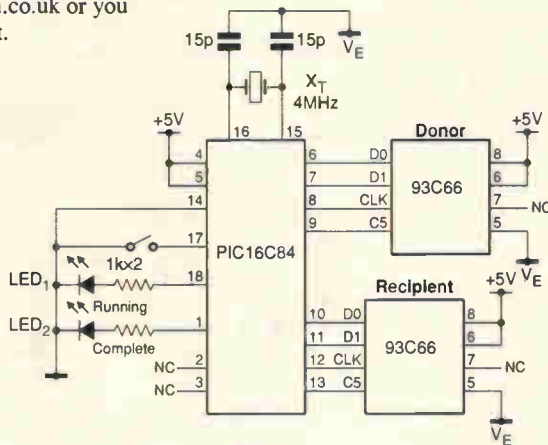 n.co.uk or you
t.
15p
15p
VE
XT
4MHz
16
15
+5V
4
5
14
17
1k×2
18
LED1
Running
1
LED2
Complete
NC
2
NC
3
PIC16C84
6
D0
7
D1
8
CLK
9
C5
Donor
93C66
+5V
8
6
7
NC
5
VE
10
D0
11
D1
12
CLK
13
C5
Recipient
93C66
+5V
8
6
7
NC
5
VE